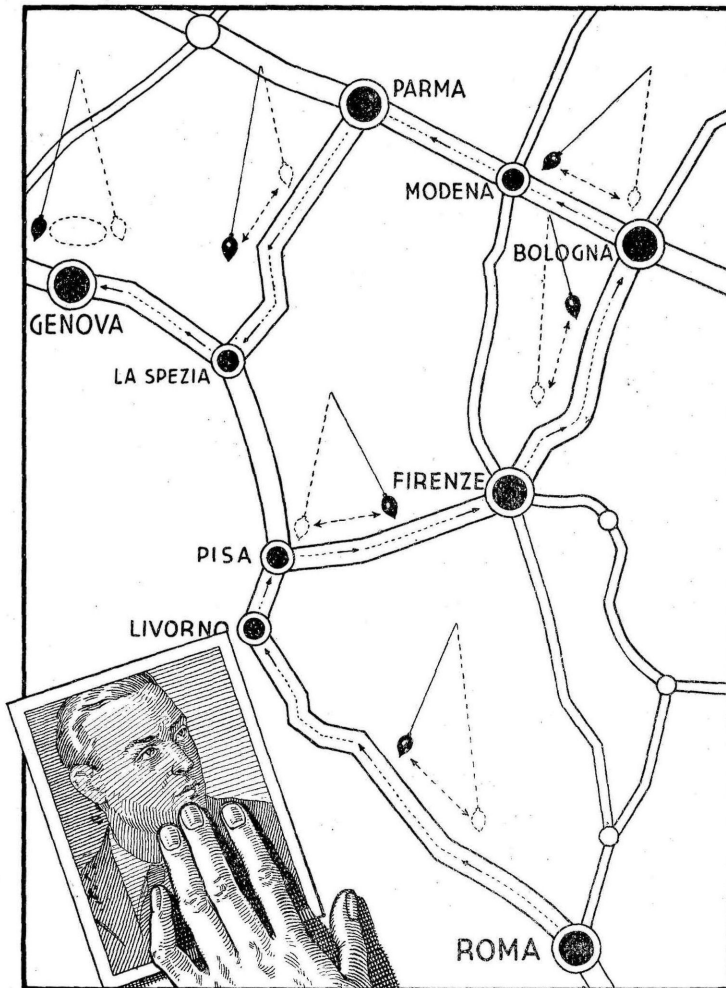 PARMA
MODENA
BOLOGNA
GENOVA
LA SPEZIA
FIRENZE
PISA
LIVORNO
ROMA